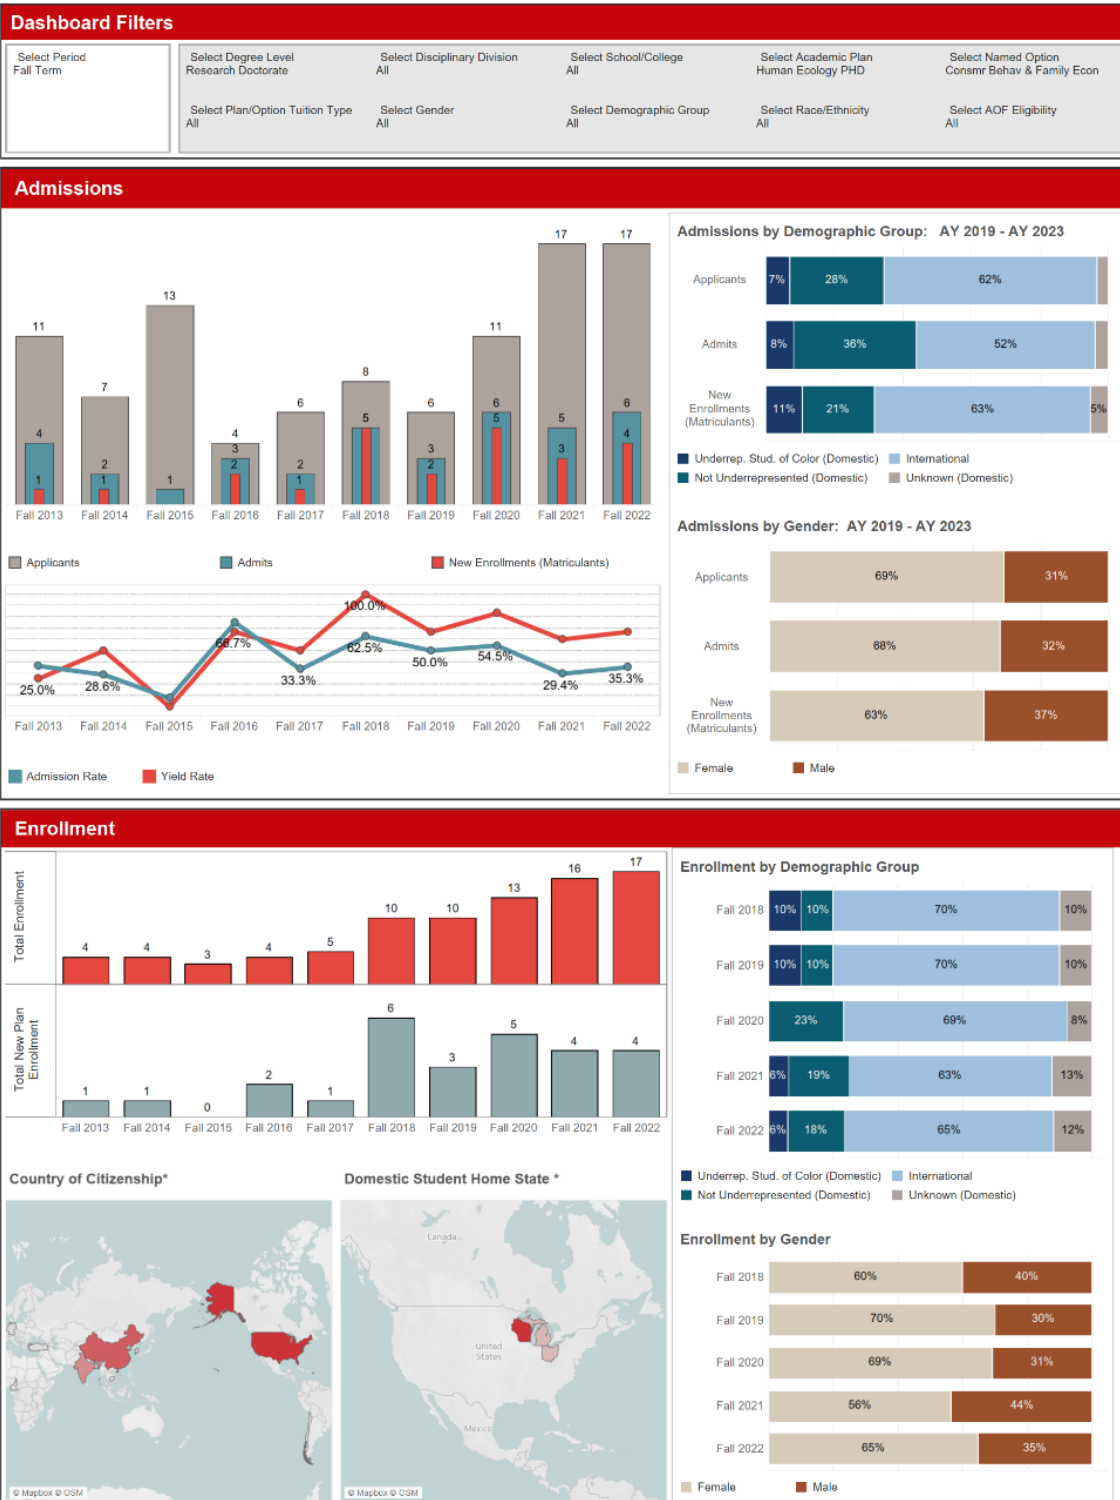 Dashboard Filters
Select Period
Fall Term
Select Degree Level
Research Doctorate
Select Disciplinary Division
All
Select School/College
All
Select Academic Plan
Human Ecology PHD
Select Named Option
Consmr Behav & Family Econ
Select Plan/Option Tuition Type
All
Select Gender
All
Select Demographic Group
All
Select Race/Ethnicity
All
Select AOF Eligibility
All
Admissions
11
7
13
4
6
8
6
11
17
17
4
2
1
3
2
5
3
6
5
6
1
1
2
1
5
2
5
3
4
Fall 2013 Fall 2014 Fall 2015 Fall 2016 Fall 2017 Fall 2018 Fall 2019 Fall 2020 Fall 2021 Fall 2022
Applicants Admits New Enrollments (Matriculants)
25.0% 28.6% 66.7% 33.3% 100.0% 62.5% 50.0% 54.5% 29.4% 35.3%
Fall 2013 Fall 2014 Fall 2015 Fall 2016 Fall 2017 Fall 2018 Fall 2019 Fall 2020 Fall 2021 Fall 2022
Admission Rate Yield Rate
Admissions by Demographic Group: AY 2019 - AY 2023
Applicants 7% 28% 62%
Admits 8% 36% 52%
New
Enrollments
(Matriculants)
11% 21% 63% 5%
Underrep. Stud. of Color (Domestic) International
Not Underrepresented (Domestic) Unknown (Domestic)
Admissions by Gender: AY 2019 - AY 2023
Applicants 69% 31%
Admits 68% 32%
New
Enrollments
(Matriculants)
63% 37%
Female Male
Enrollment
Total Enrollment
4 4 3 4 5 10 10 13 16 17
Total New Plan
Enrollment
1 1 0 2 1 6 3 5 4 4
Fall 2013 Fall 2014 Fall 2015 Fall 2016 Fall 2017 Fall 2018 Fall 2019 Fall 2020 Fall 2021 Fall 2022
Country of Citizenship*
© Mapbox © OSM
Domestic Student Home State *
Canada
United
States
Mexico
© Mapbox © OSM
Enrollment by Demographic Group
Fall 2018 10% 10% 70% 10%
Fall 2019 10% 10% 70% 10%
Fall 2020 23% 69% 8%
Fall 2021 6% 19% 63% 13%
Fall 2022 6% 18% 65% 12%
Underrep. Stud. of Color (Domestic) International
Not Underrepresented (Domestic) Unknown (Domestic)
Enrollment by Gender
Fall 2018 60% 40%
Fall 2019 70% 30%
Fall 2020 69% 31%
Fall 2021 56% 44%
Fall 2022 65% 35%
Female Male